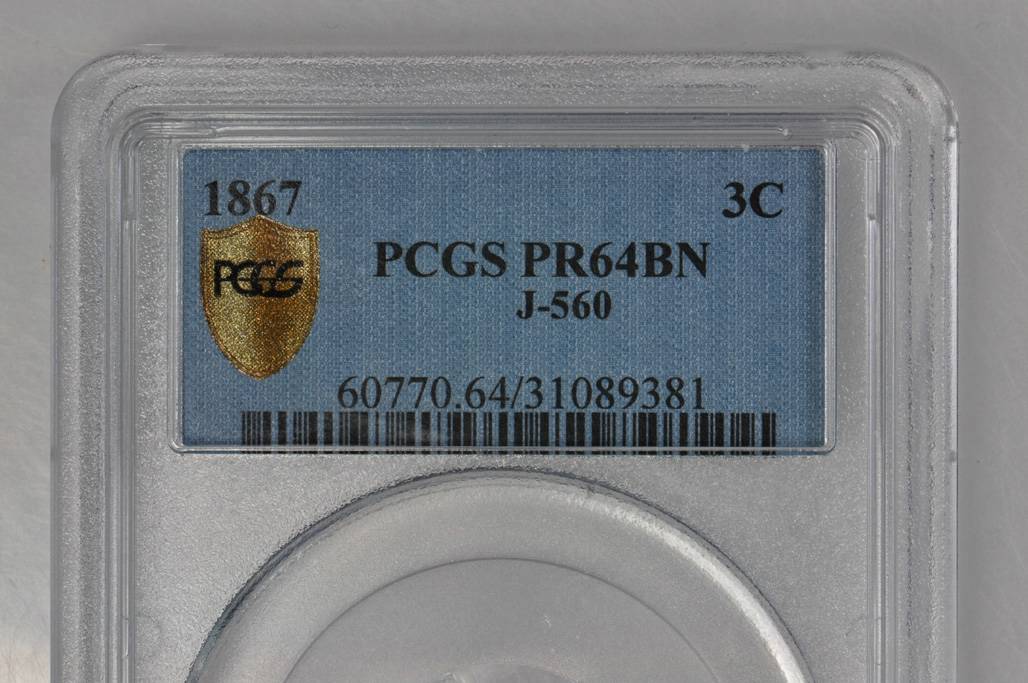 1867 3C
PCGS PR64BN
PCGS
J-560
60770.64/31089381